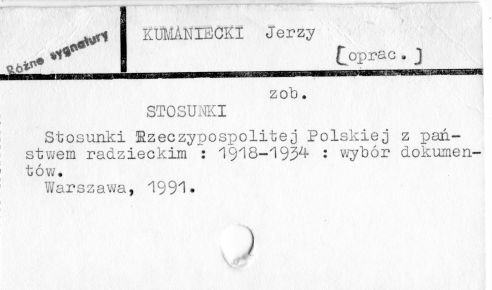 Różne sygnatury
KUMANIECKI Jerzy
[oprac.]
zob.
STOSUNKI
Stosunki Rzeczypospolitej Polskiej z pań-
stwem radzieckim : 1918-1934 : wybór dokumen-
tów.
Warszawa, 1991.